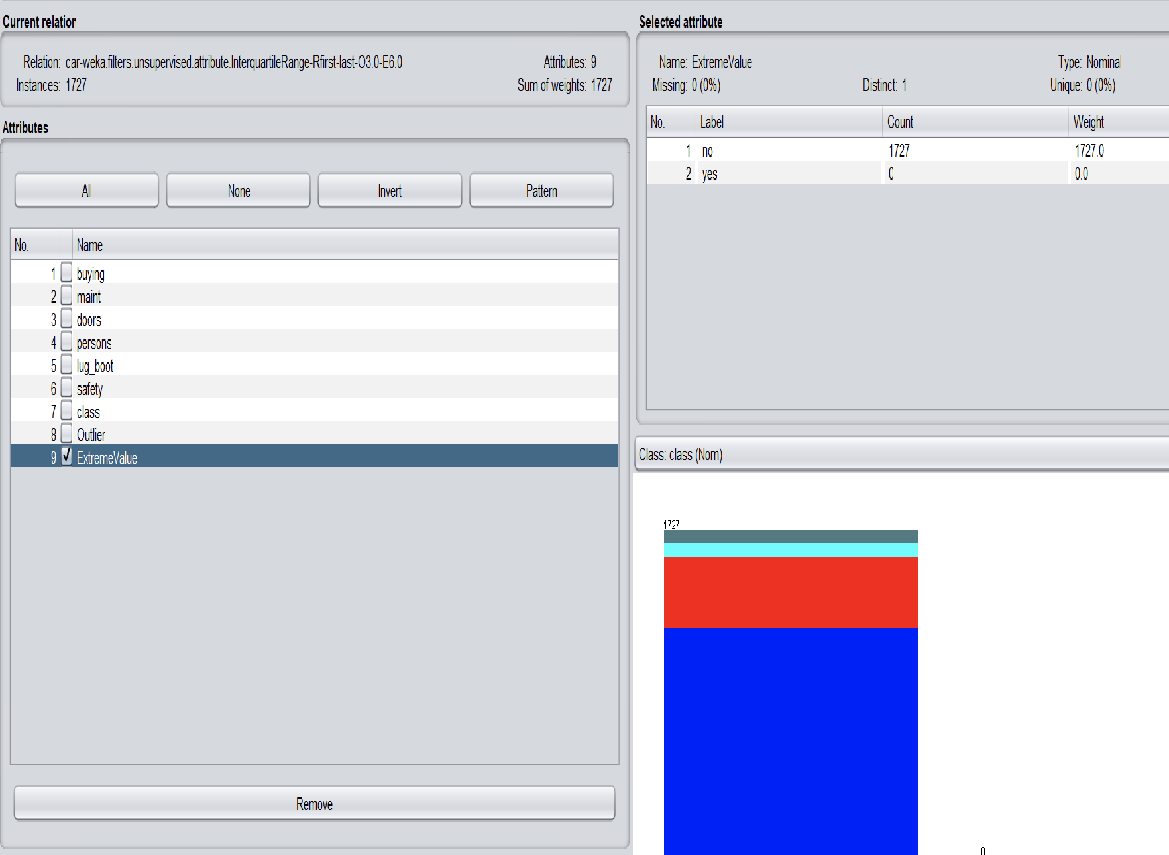 Current relation
Relation: car-weka.filters.unsupervised.attribute.InterquartileRange-Rfirst-last-O3.0-E6.0 Attributes: 9
Instances: 1727 Sum of weights: 1727
Attributes
All None Invert Pattern
No. Name
1 buying
2 maint
3 doors
4 persons
5 lug_boot
6 safety
7 class
8 Outlier
9 ExtremeValue
Remove
Selected attribute
Name: ExtremeValue Type: Nominal
Missing: 0 (0%) Distinct: 1 Unique: 0 (0%)
No. Label Count Weight
1 no 1727 1727.0
2 yes 0 0.0
Class: class (Nom)
1727
0